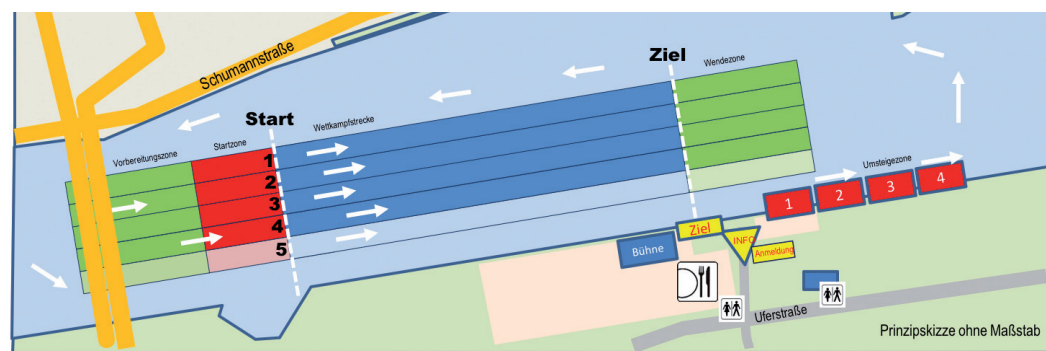 Schumannstraße
Ziel
Wendezone
Start
Wettkampfstrecke
Vorbereitungszone
Startzone
1
2
3
4
5
Umsteigezone
1
2
3
4
Ziel
INFO
Anmeldung
Bühne
Uferstraße
Prinzipskizze ohne Maßstab